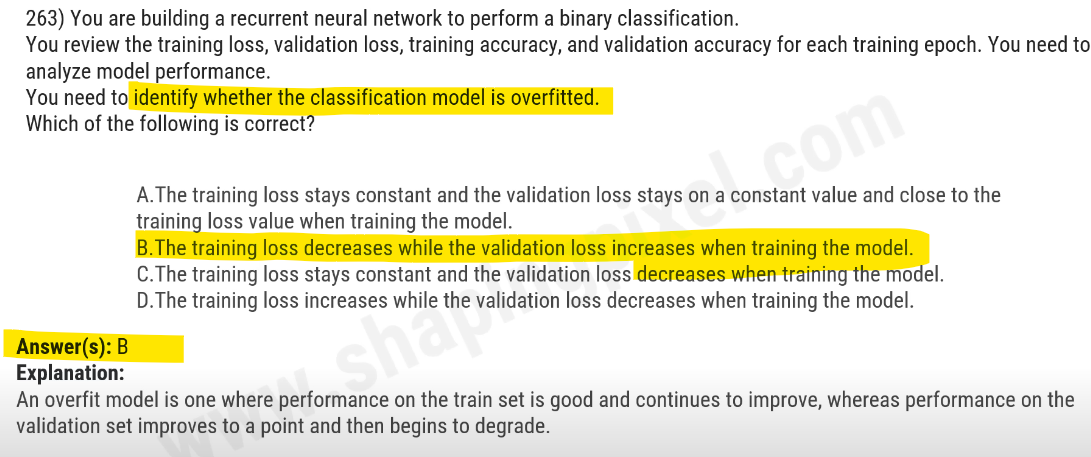 263) You are building a recurrent neural network to perform a binary classification.
You review the training loss, validation loss, training accuracy, and validation accuracy for each training epoch. You need to
analyze model performance.
You need to identify whether the classification model is overfitted.
Which of the following is correct?
A.The training loss stays constant and the validation loss stays on a constant value and close to the
training loss value when training the model.
B.The training loss decreases while the validation loss increases when training the model.
C.The training loss stays constant and the validation loss decreases when training the model.
D.The training loss increases while the validation loss decreases when training the model.
Answer(s): B
Explanation:
An overfit model is one where performance on the train set is good and continues to improve, whereas performance on the
validation set improves to a point and then begins to degrade.
www.shapingpixel.com